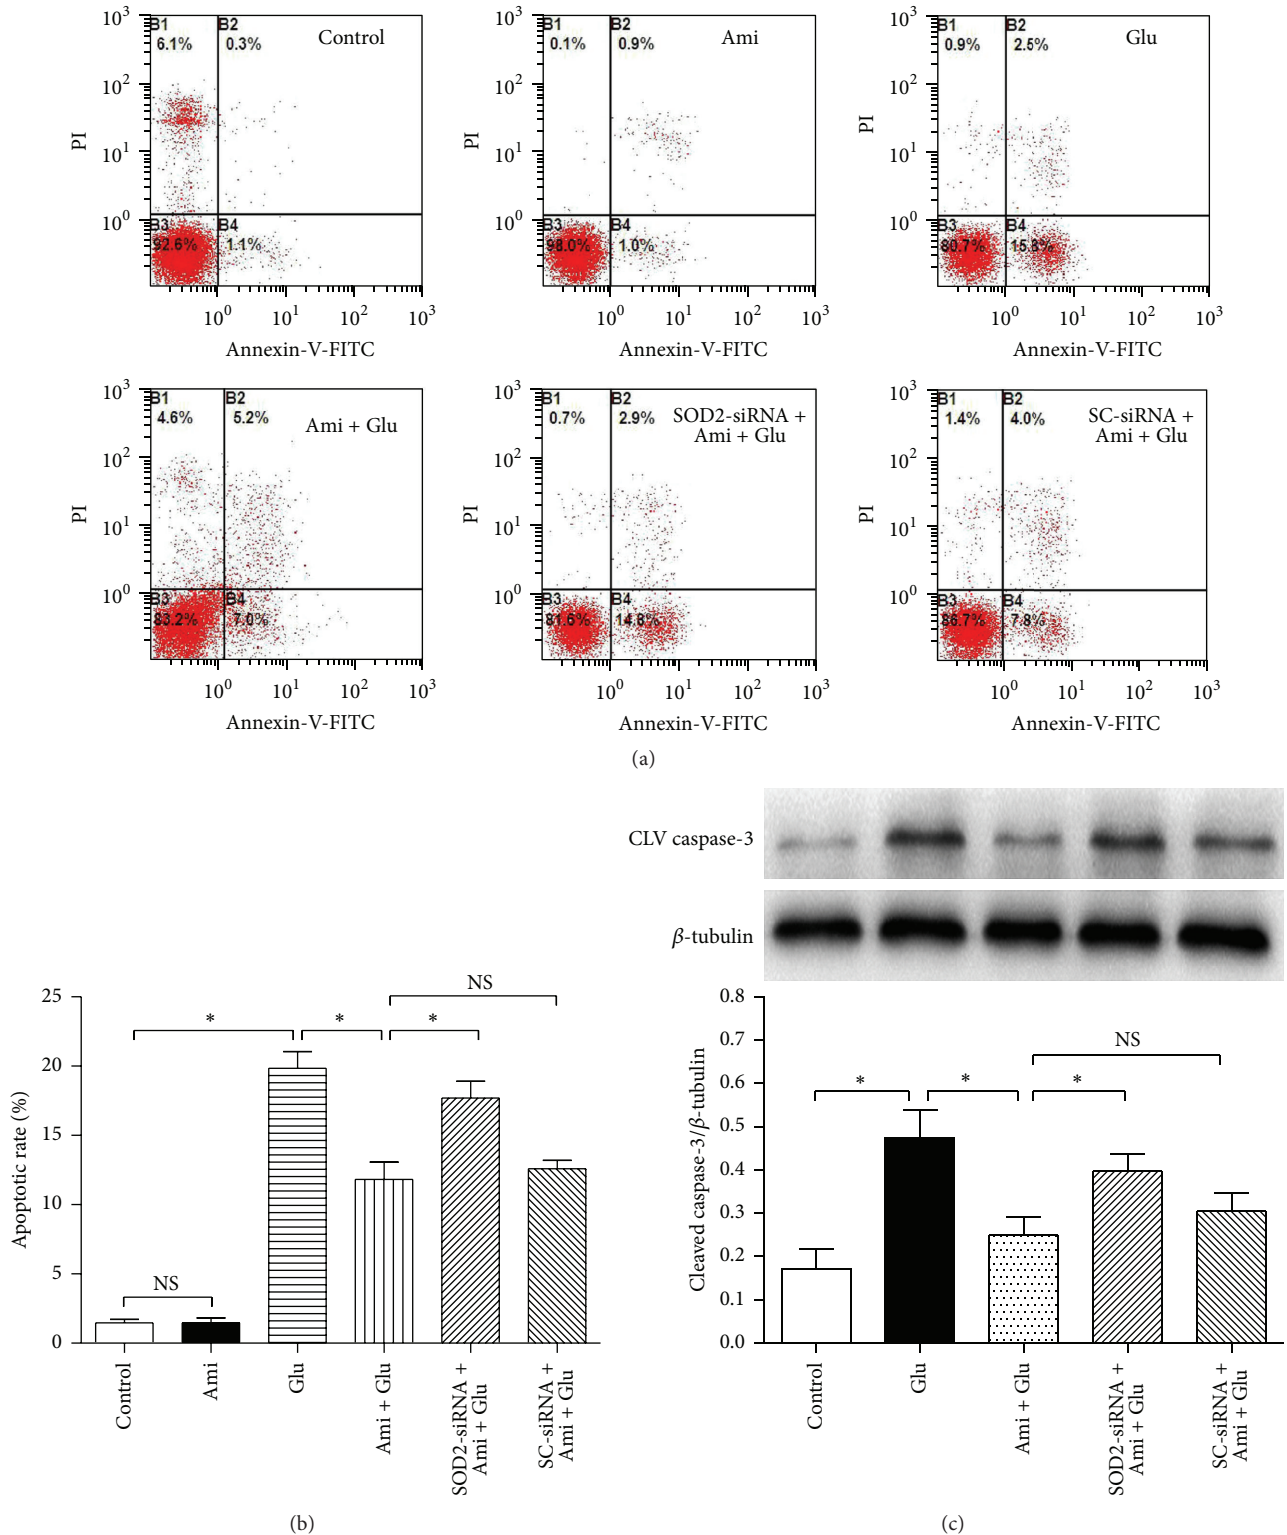 B1
6.1%
B2
0.3%
Control
B3
92.6%
B4
1.1%
10³
10²
10¹
10⁰
PI
10⁰ 10¹ 10² 10³
Annexin-V-FITC
B1
0.1%
B2
0.9%
Ami
B3
98.0%
B4
1.0%
10³
10²
10¹
10⁰
PI
10⁰ 10¹ 10² 10³
Annexin-V-FITC
B1
0.9%
B2
2.5%
Glu
B3
80.7%
B4
15.8%
10³
10²
10¹
10⁰
PI
10⁰ 10¹ 10² 10³
Annexin-V-FITC
B1
4.6%
B2
5.2%
Ami + Glu
B3
83.2%
B4
7.0%
10³
10²
10¹
10⁰
PI
10⁰ 10¹ 10² 10³
Annexin-V-FITC
B1
0.7%
B2
2.9%
SOD2-siRNA +
Ami + Glu
B3
81.6%
B4
14.8%
10³
10²
10¹
10⁰
PI
10⁰ 10¹ 10² 10³
Annexin-V-FITC
B1
1.4%
B2
4.0%
SC-siRNA +
Ami + Glu
B3
86.7%
B4
7.8%
10³
10²
10¹
10⁰
PI
10⁰ 10¹ 10² 10³
Annexin-V-FITC
(a)
25
20
15
10
5
0
Apoptotic rate (%)
NS
*
*
*
NS
Control
Ami
Glu
Ami + Glu
SOD2-siRNA +
Ami + Glu
SC-siRNA +
Ami + Glu
(b)
CLV caspase-3
β-tubulin
0.8
0.7
0.6
0.5
0.4
0.3
0.2
0.1
0.0
Cleaved caspase-3/β-tubulin
NS
*
*
*
Control
Glu
Ami + Glu
SOD2-siRNA +
Ami + Glu
SC-siRNA +
Ami + Glu
(c)